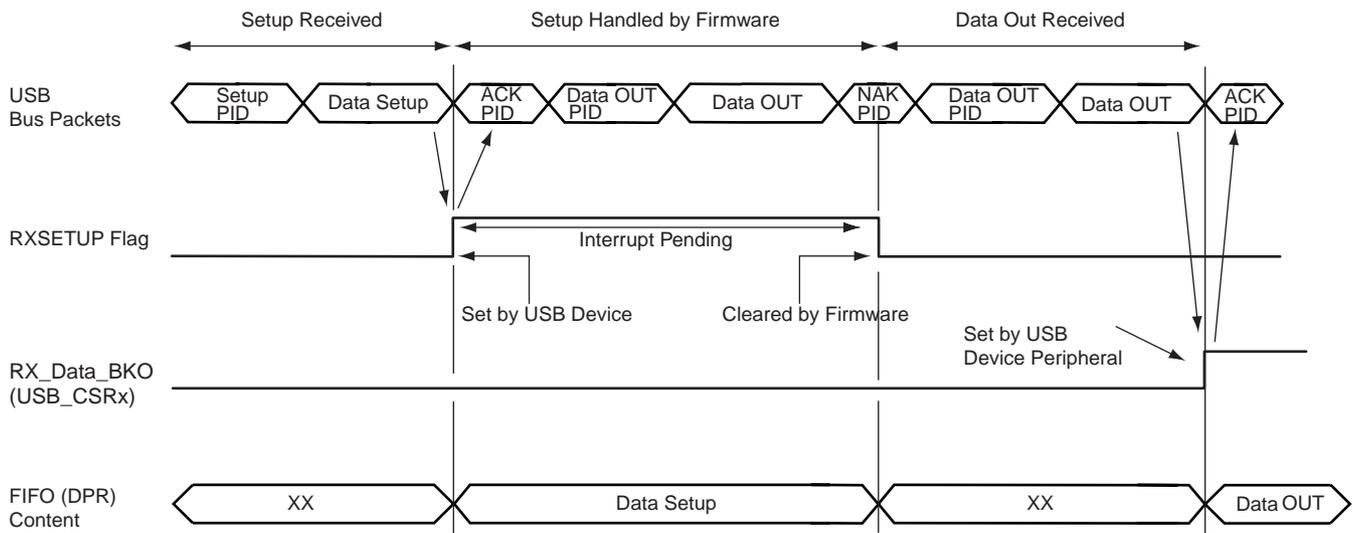 Setup Received
Setup Handled by Firmware
Data Out Received
USB
Bus Packets
Setup
PID
Data Setup
ACK
PID
Data OUT
PID
Data OUT
NAK
PID
Data OUT
PID
Data OUT
ACK
PID
RXSETUP Flag
Interrupt Pending
Set by USB Device
Cleared by Firmware
Set by USB
Device Peripheral
RX_Data_BKO
(USB_CSRx)
FIFO (DPR)
Content
XX
Data Setup
XX
Data OUT